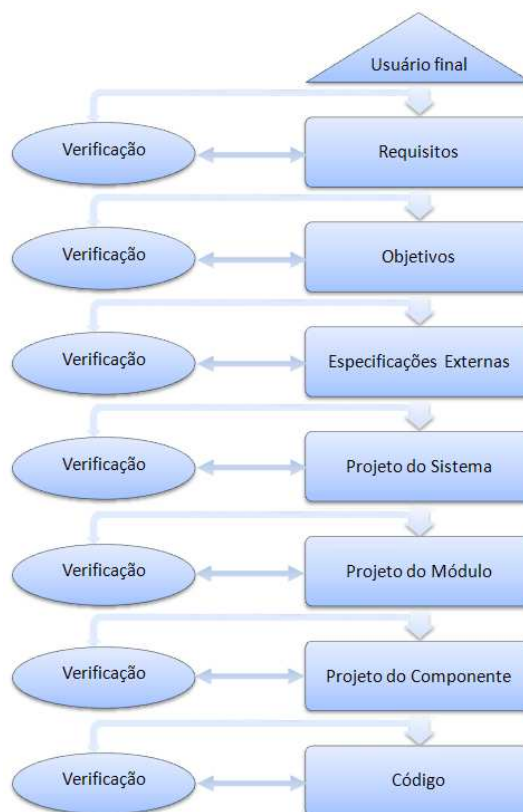 Usuário final
Verificação
Requisitos
Verificação
Objetivos
Verificação
Especificações Externas
Verificação
Projeto do Sistema
Verificação
Projeto do Módulo
Verificação
Projeto do Componente
Verificação
Código